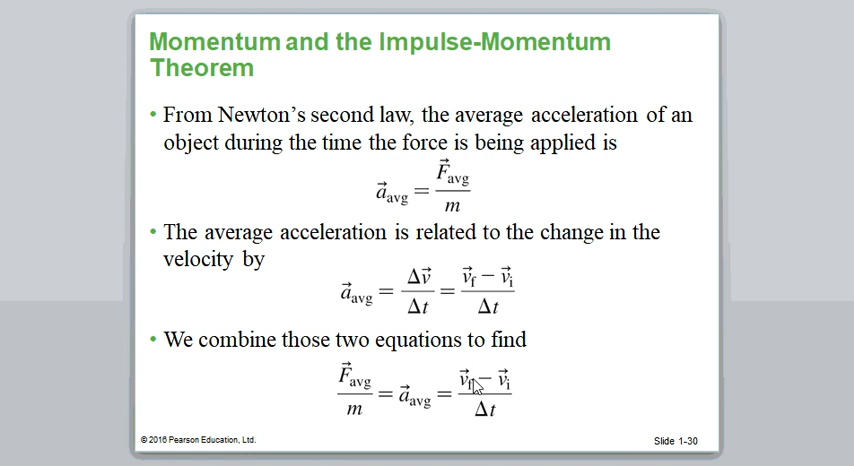 Momentum and the Impulse-Momentum
Theorem
• From Newton's second law, the average acceleration of an
object during the time the force is being applied is
a⃗avg = F⃗avg / m
• The average acceleration is related to the change in the
velocity by
a⃗avg = Δv⃗ / Δt = (v⃗f − v⃗i) / Δt
• We combine those two equations to find
F⃗avg / m = a⃗avg = (v⃗f − v⃗i) / Δt
© 2016 Pearson Education, Ltd.
Slide 1-30